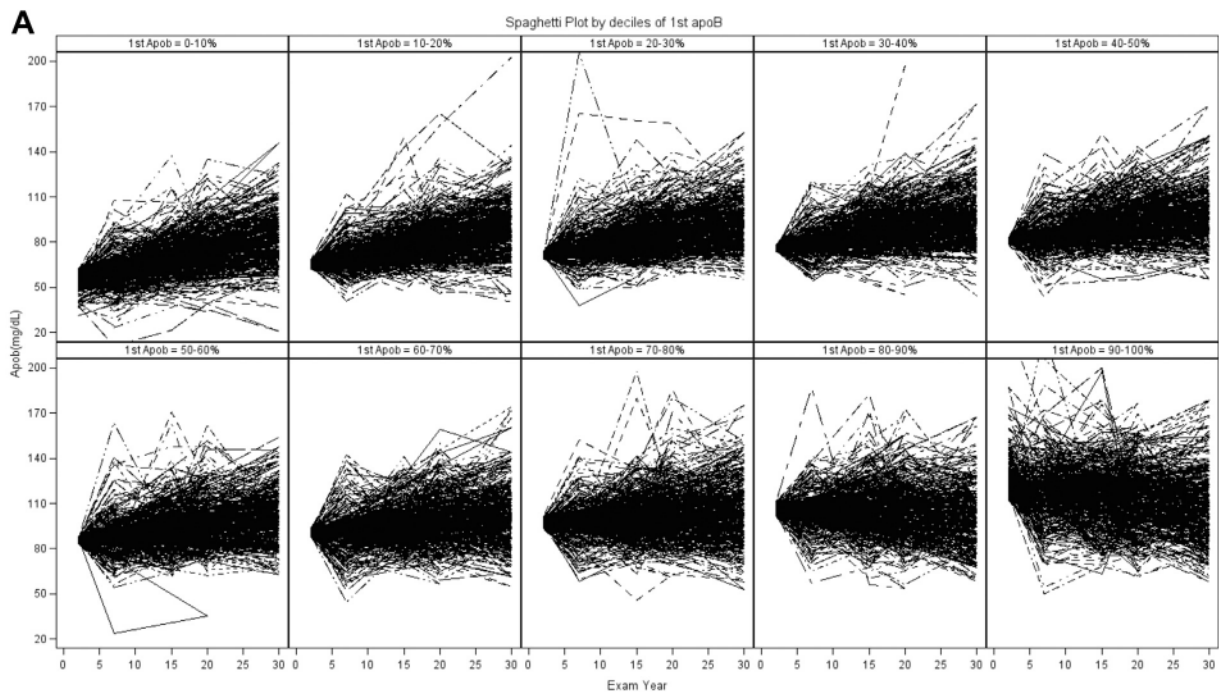 A
Spaghetti Plot by deciles of 1st apoB
1st Apob = 0-10% 1st Apob = 10-20% 1st Apob = 20-30% 1st Apob = 30-40% 1st Apob = 40-50%
200
170
140
110
80
50
20
Apob(mg/dL)
1st Apob = 50-60% 1st Apob = 60-70% 1st Apob = 70-80% 1st Apob = 80-90% 1st Apob = 90-100%
200
170
140
110
80
50
20
0 5 10 15 20 25 30 0 5 10 15 20 25 30 0 5 10 15 20 25 30 0 5 10 15 20 25 30 0 5 10 15 20 25 30
Exam Year